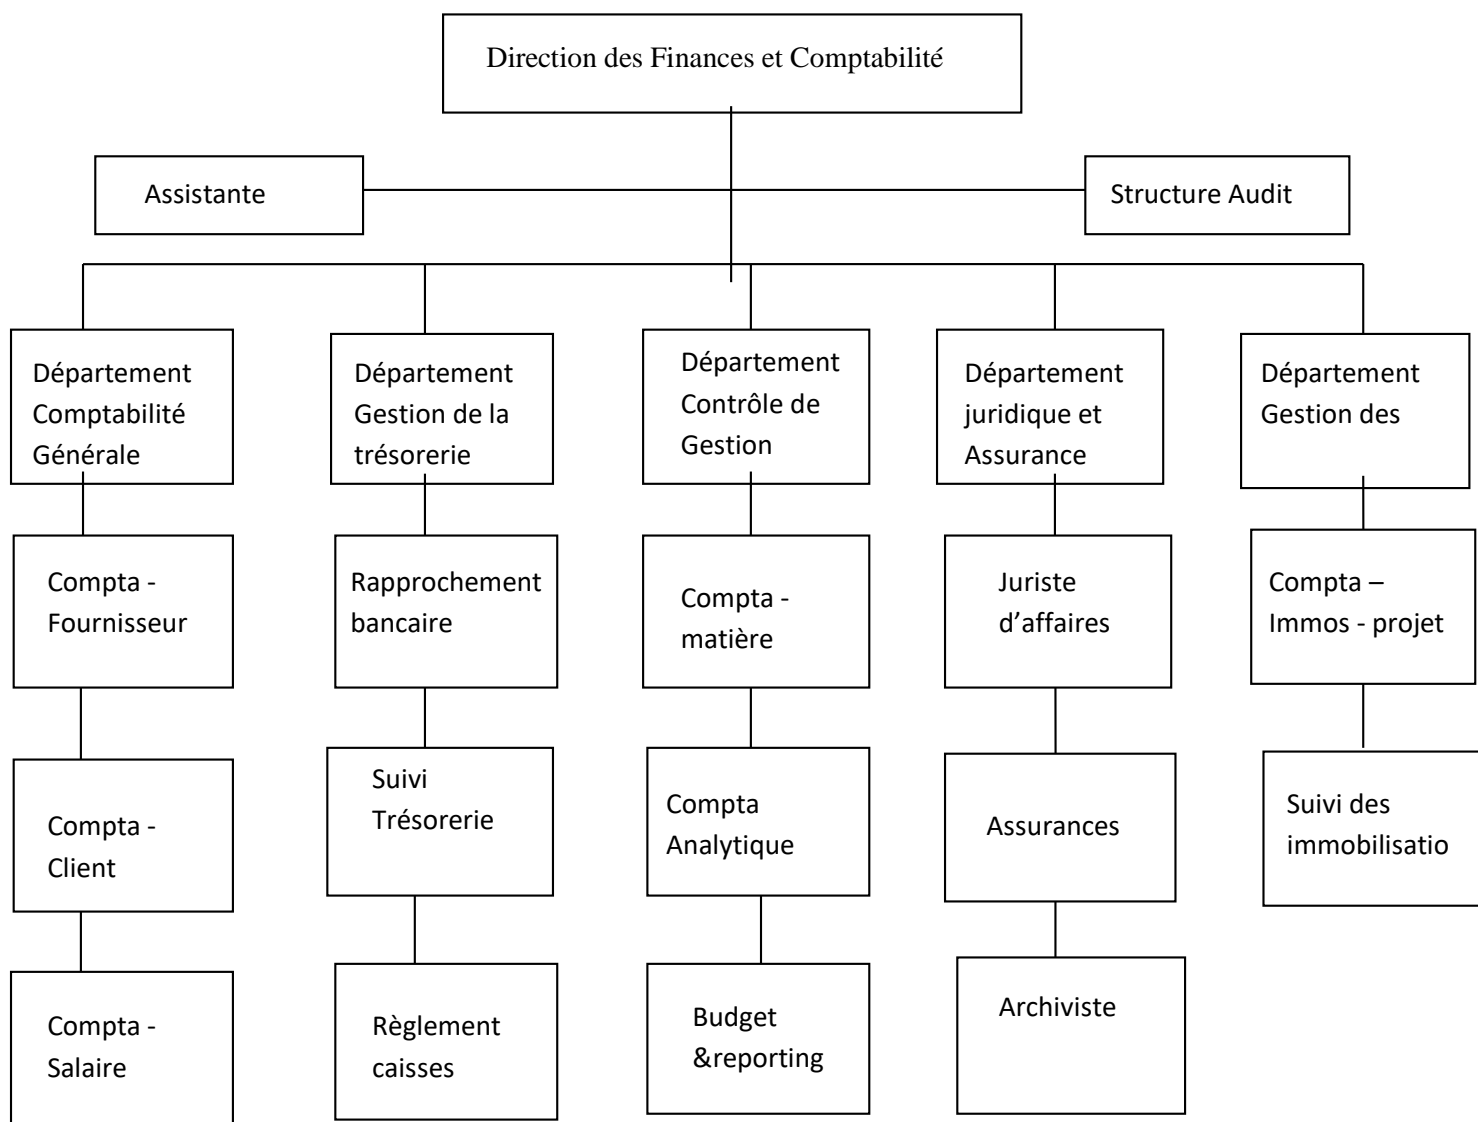 Direction des Finances et Comptabilité
Assistante
Structure Audit
Département
Comptabilité
Générale
Département
Gestion de la
trésorerie
Département
Contrôle de
Gestion
Département
juridique et
Assurance
Département
Gestion des
Compta -
Fournisseur
Rapprochement
bancaire
Compta -
matière
Juriste
d’affaires
Compta –
Immos - projet
Compta -
Client
Suivi
Trésorerie
Compta
Analytique
Assurances
Suivi des
immobilisatio
Compta -
Salaire
Règlement
caisses
Budget
&reporting
Archiviste